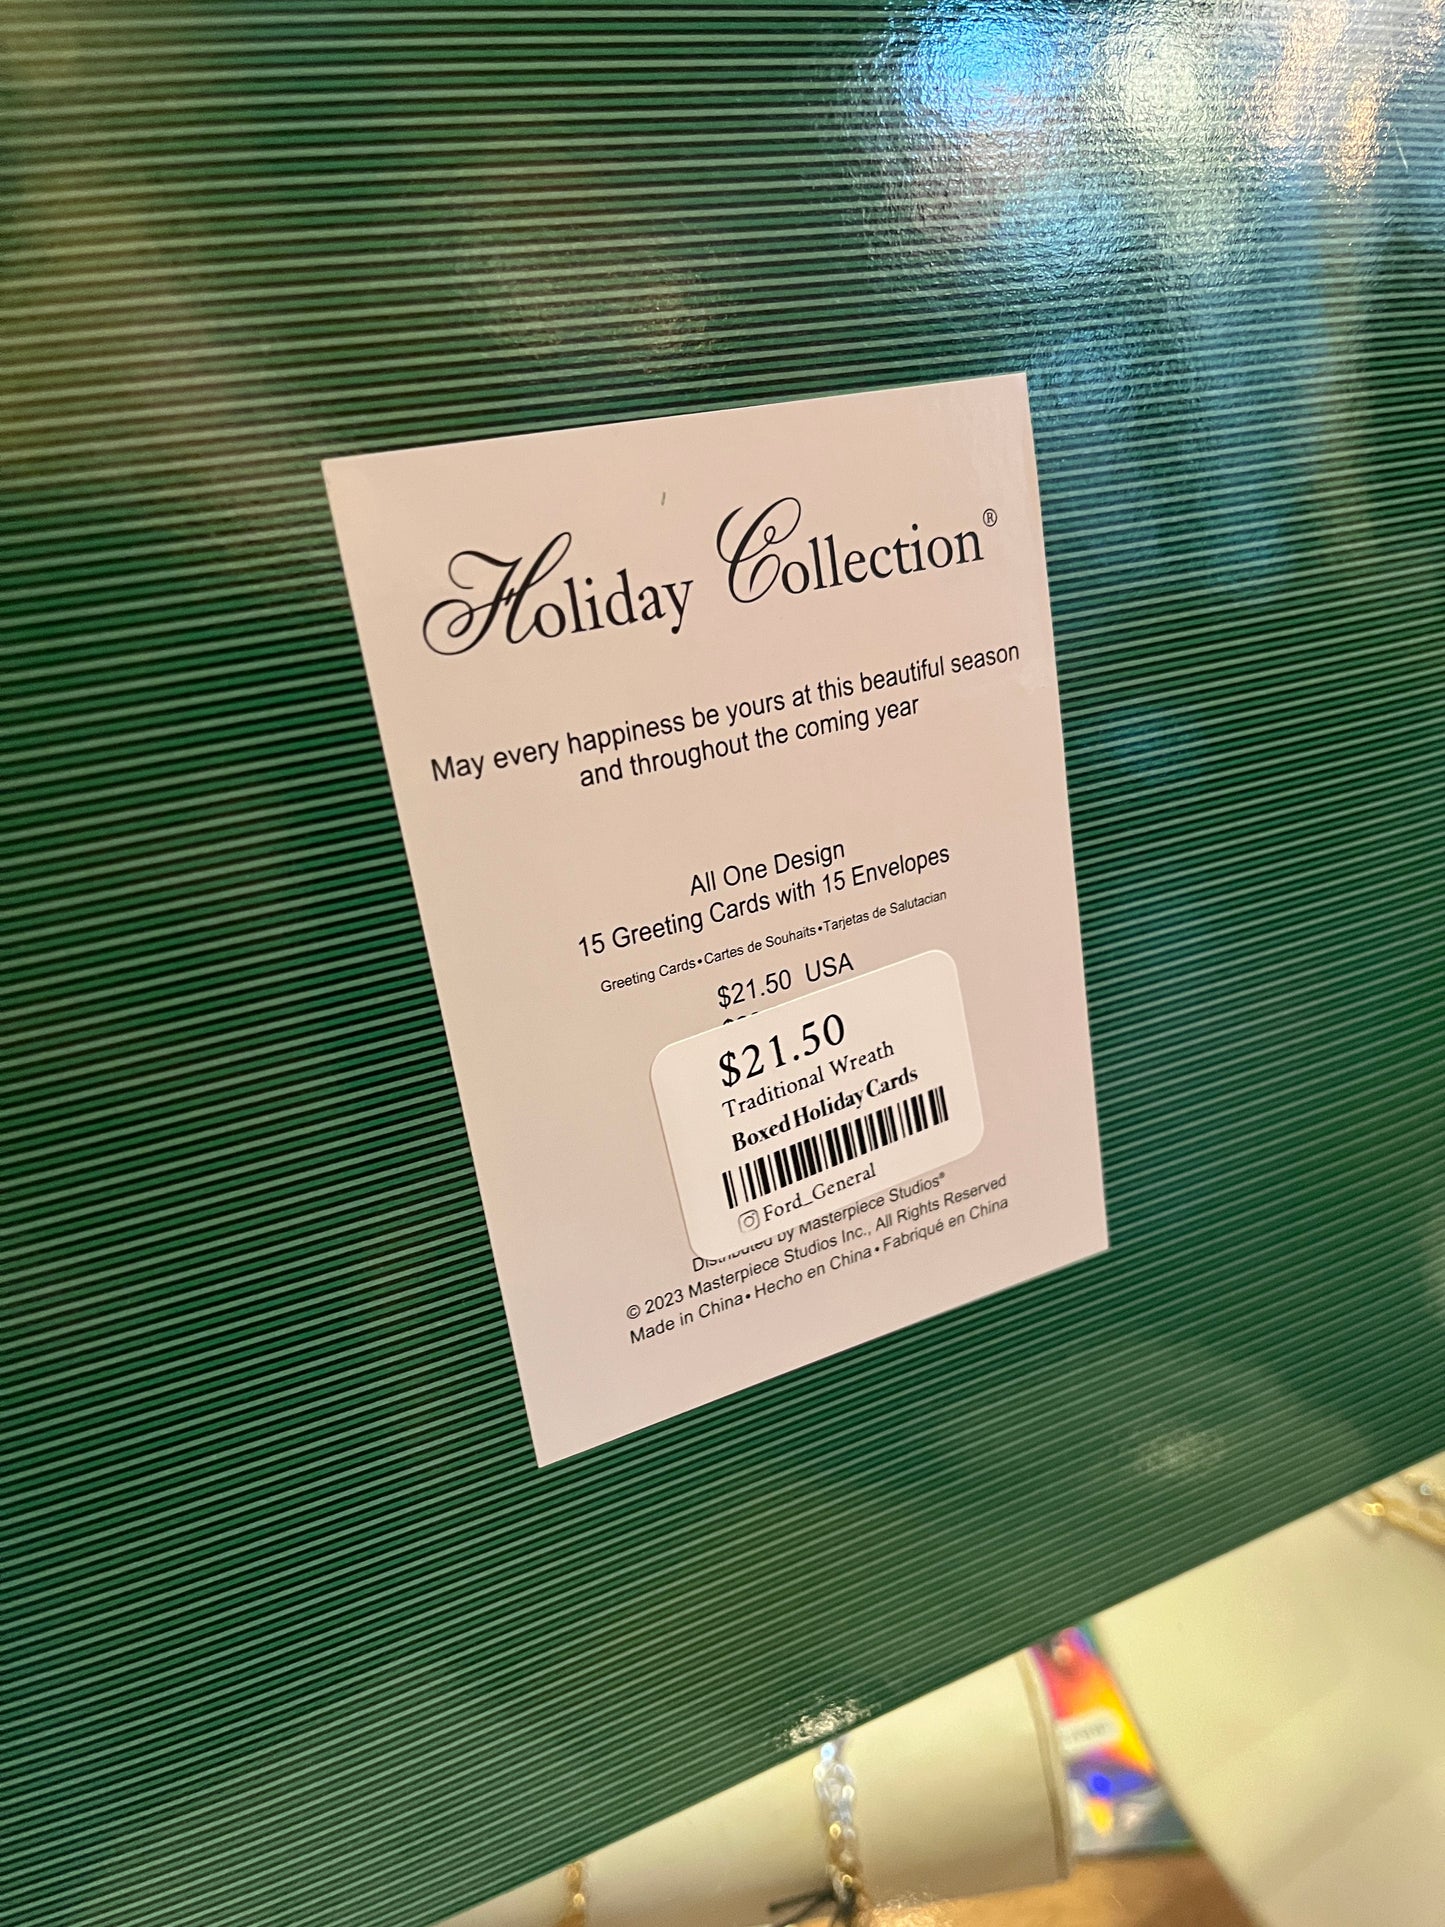 Holiday Collection®
May every happiness be yours at this beautiful season
and throughout the coming year
All One Design
15 Greeting Cards with 15 Envelopes
Greeting Cards•Cartes de Souhaits•Tarjetas de Salutacian
$21.50 USA
$21.50
Traditional Wreath
Boxed Holiday Cards
Ford_General
Distributed by Masterpiece Studios®
© 2023 Masterpiece Studios Inc., All Rights Reserved
Made in China• Hecho en China • Fabriqué en China